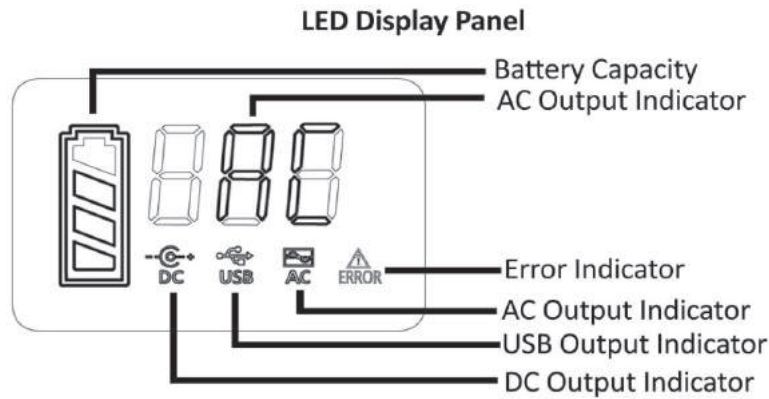 LED Display Panel
Battery Capacity
AC Output Indicator
AC
DC USB AC ERROR
Error Indicator
AC Output Indicator
USB Output Indicator
DC Output Indicator